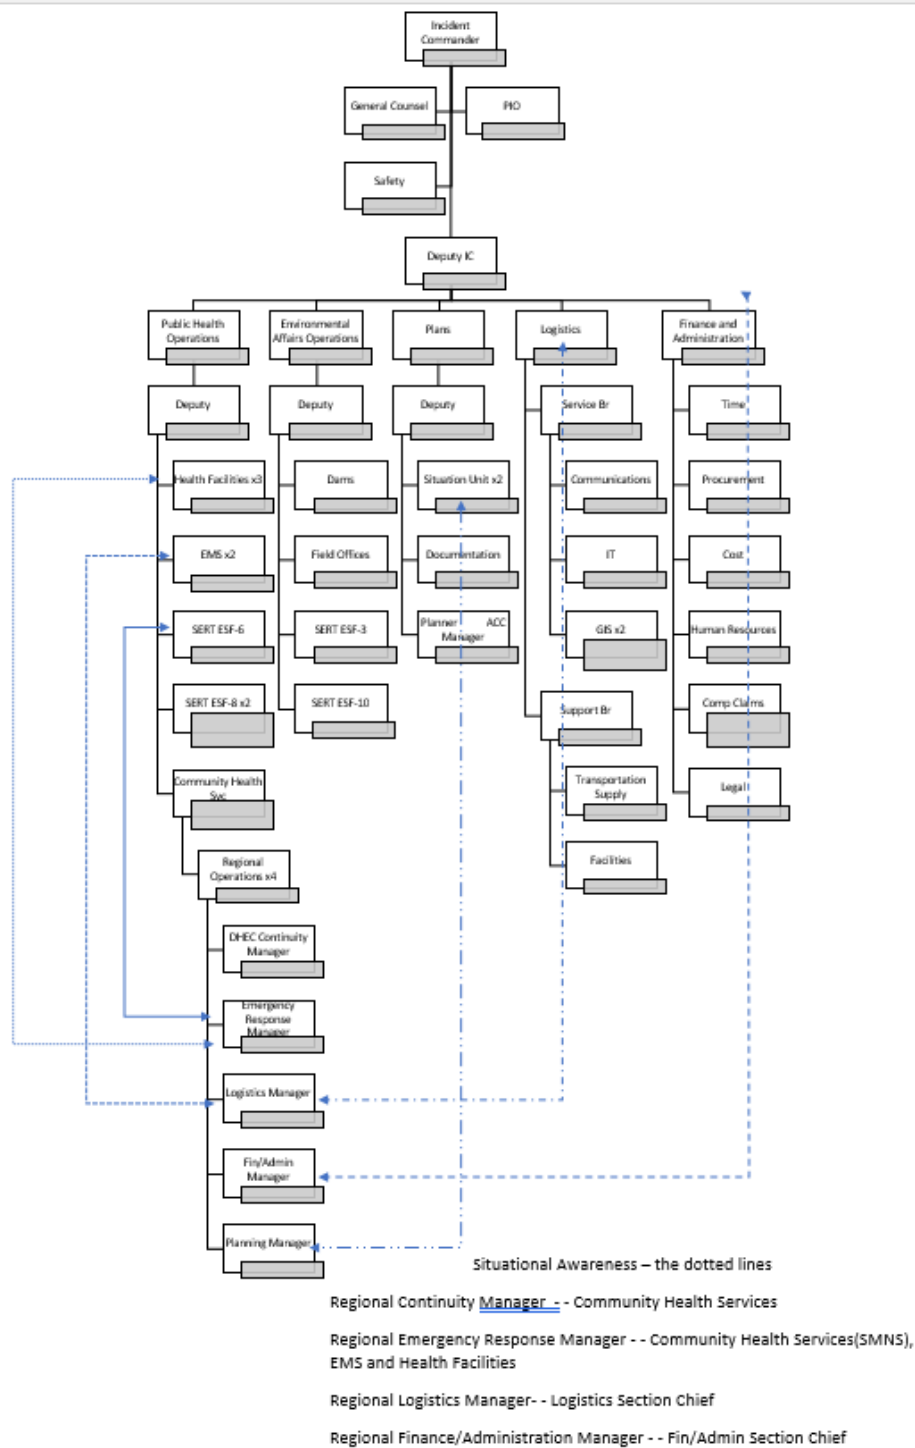 Incident
Commander
General Counsel
PIO
Safety
Deputy IC
Public Health
Operations
Environmental
Affairs Operations
Plans
Logistics
Finance and
Administration
Deputy
Deputy
Deputy
Service Br
Time
Health Facilities x3
Dams
Situation Unit x2
Communications
Procurement
EMS x2
Field Offices
Documentation
IT
Cost
SERT ESF-6
SERT ESF-3
Planner ACC
Manager
GIS x2
Human Resources
SERT ESF-8 x2
SERT ESF-10
Support Br
Comp Claims
Community Health
Svc
Transportation
Supply
Legal
Regional
Operations x4
Facilities
DHEC Continuity
Manager
Emergency
Response
Manager
Logistics Manager
Fin/Admin
Manager
Planning Manager
Situational Awareness – the dotted lines
Regional Continuity Manager - - Community Health Services
Regional Emergency Response Manager - - Community Health Services(SMNS),
EMS and Health Facilities
Regional Logistics Manager- - Logistics Section Chief
Regional Finance/Administration Manager - - Fin/Admin Section Chief